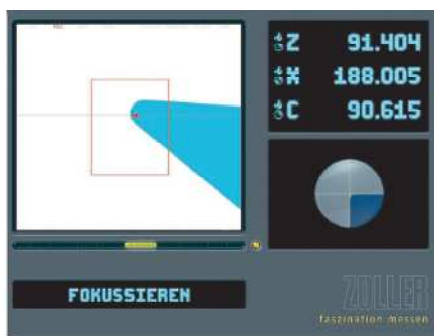 Z 91.404
X 188.005
C 90.615
FOKUSSIEREN
ZOLLER
faszination messen